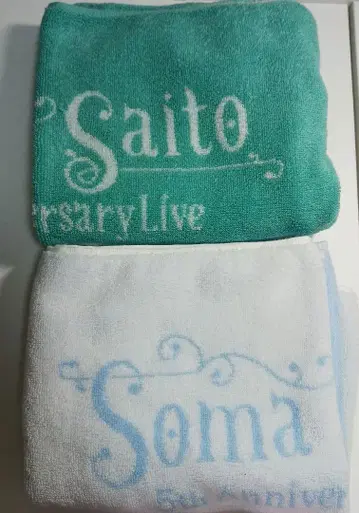 Saito
rsary Live
Soma
5th Anniver